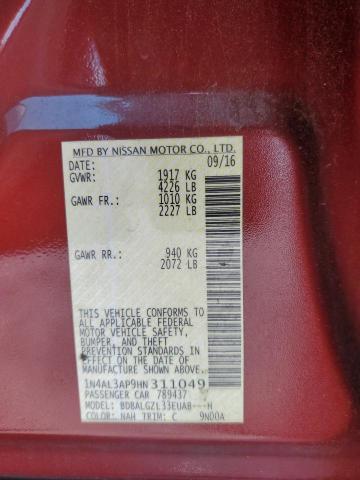 MFD BY NISSAN MOTOR CO., LTD.
DATE: 09/16
GVWR: 1917 KG
4226 LB
GAWR FR.: 1010 KG
2227 LB
GAWR RR.: 940 KG
2072 LB
THIS VEHICLE CONFORMS TO
ALL APPLICABLE FEDERAL
MOTOR VEHICLE SAFETY,
BUMPER, AND THEFT
PREVENTION STANDARDS
IN EFFECT ON THE DATE OF
MANUFACTURE SHOWN ABOVE.
1N4AL3AP9HN311049
PASSENGER CAR 789437
MODEL: BDBALGZL33EUAB---H
COLOR: NAH TRIM: C 9N00A